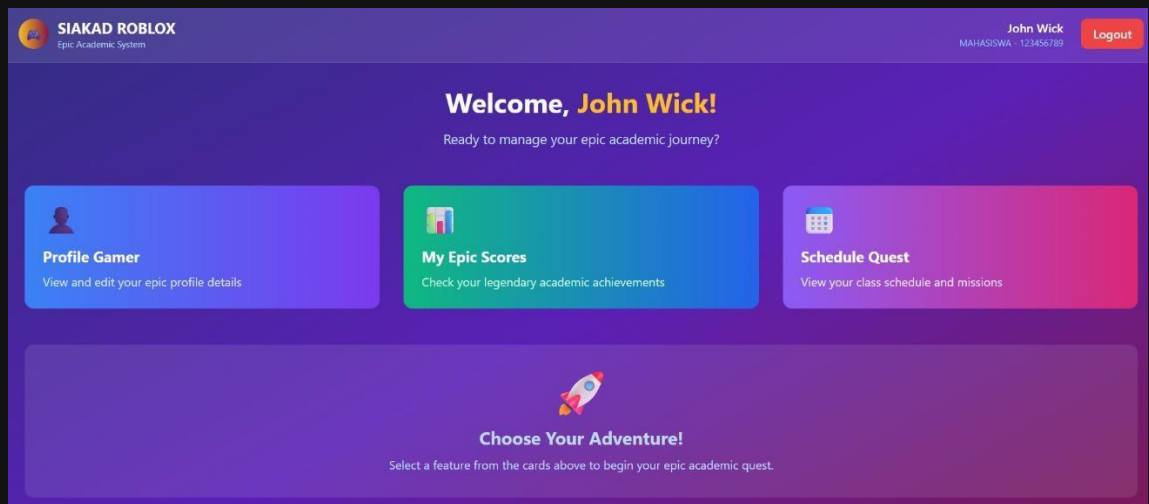 SIAKAD ROBLOX
Epic Academic System
John Wick
MAHASISWA - 123456789
Logout
Welcome, John Wick!
Ready to manage your epic academic journey?
Profile Gamer
View and edit your epic profile details
My Epic Scores
Check your legendary academic achievements
Schedule Quest
View your class schedule and missions
Choose Your Adventure!
Select a feature from the cards above to begin your epic academic quest.